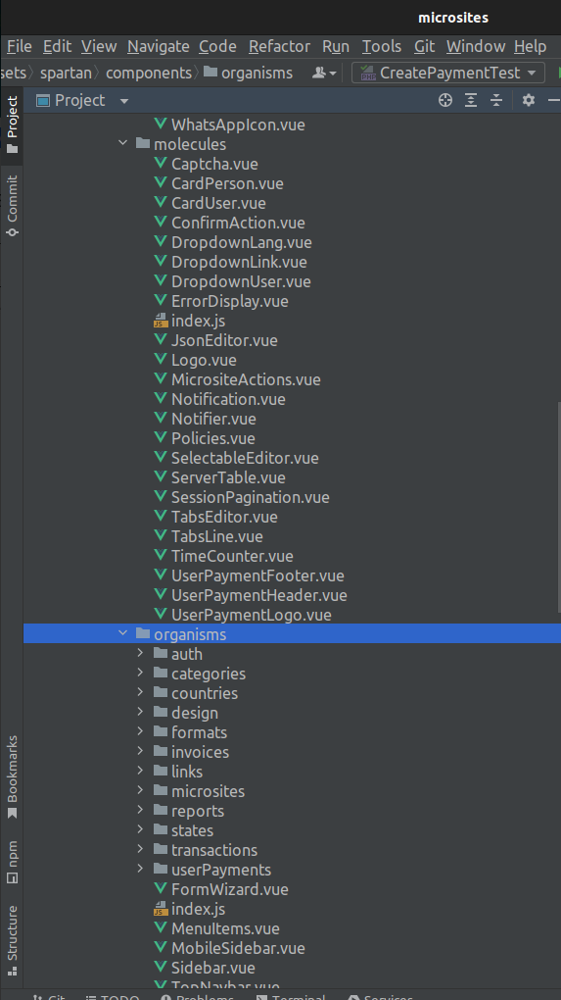 microsites
File Edit View Navigate Code Refactor Run Tools Git Window Help
sets spartan components organisms CreatePaymentTest
Project
Project
Commit
Bookmarks
npm
Structure
WhatsAppIcon.vue
molecules
Captcha.vue
CardPerson.vue
CardUser.vue
ConfirmAction.vue
DropdownLang.vue
DropdownLink.vue
DropdownUser.vue
ErrorDisplay.vue
index.js
JsonEditor.vue
Logo.vue
MicrositeActions.vue
Notification.vue
Notifier.vue
Policies.vue
SelectableEditor.vue
ServerTable.vue
SessionPagination.vue
TabsEditor.vue
TabsLine.vue
TimeCounter.vue
UserPaymentFooter.vue
UserPaymentHeader.vue
UserPaymentLogo.vue
organisms
auth
categories
countries
design
formats
invoices
links
microsites
reports
states
transactions
userPayments
FormWizard.vue
index.js
MenuItems.vue
MobileSidebar.vue
Sidebar.vue
TopNavbar.vue
Git TODO Problems Terminal Services